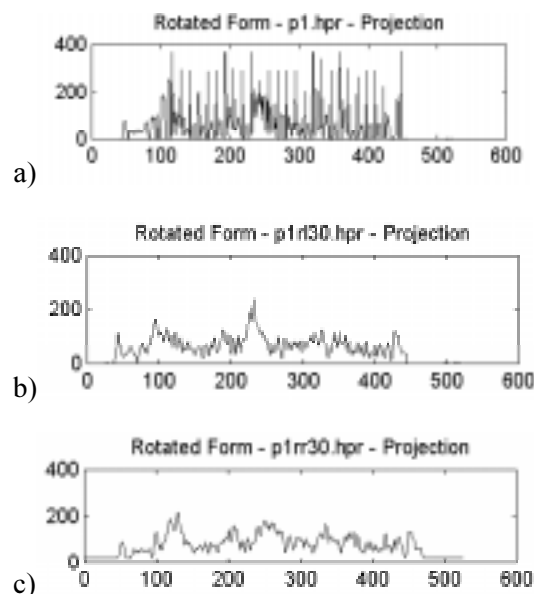 Rotated Form - p1.hpr - Projection
400
200
0
0 100 200 300 400 500 600
a)
Rotated Form - p1rl30.hpr - Projection
400
200
0
0 100 200 300 400 500 600
b)
Rotated Form - p1rr30.hpr - Projection
400
200
0
0 100 200 300 400 500 600
c)